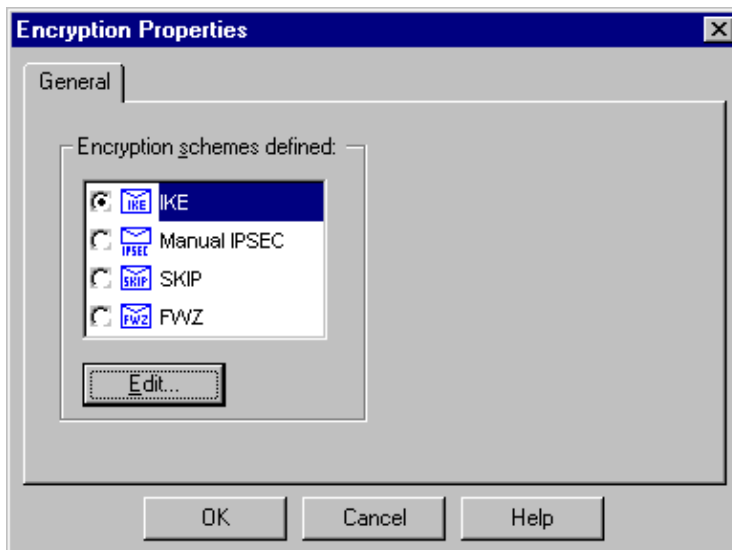 Encryption Properties
General
Encryption schemes defined:
IKE IKE
IPSEC Manual IPSEC
SKIP SKIP
FWZ FWZ
Edit...
OK Cancel Help